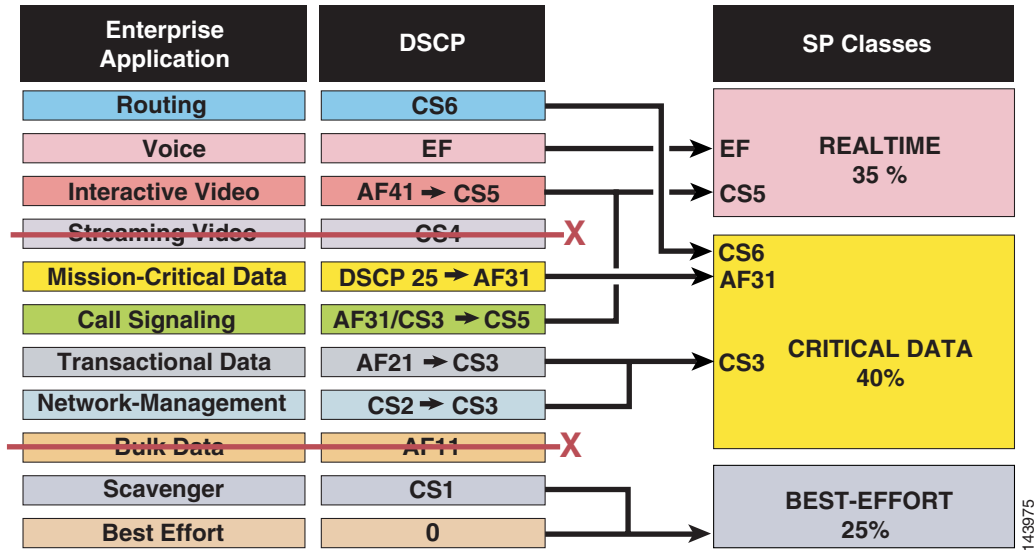 Enterprise
Application
DSCP
SP Classes
Routing
CS6
Voice
EF
Interactive Video
AF41 → CS5
Streaming Video
CS4
X
Mission-Critical Data
DSCP 25 → AF31
Call Signaling
AF31/CS3 → CS5
Transactional Data
AF21 → CS3
Network-Management
CS2 → CS3
Bulk Data
AF11
X
Scavenger
CS1
Best Effort
0
EF
CS5
REALTIME
35 %
CS6
AF31
CS3
CRITICAL DATA
40%
BEST-EFFORT
25%
143975